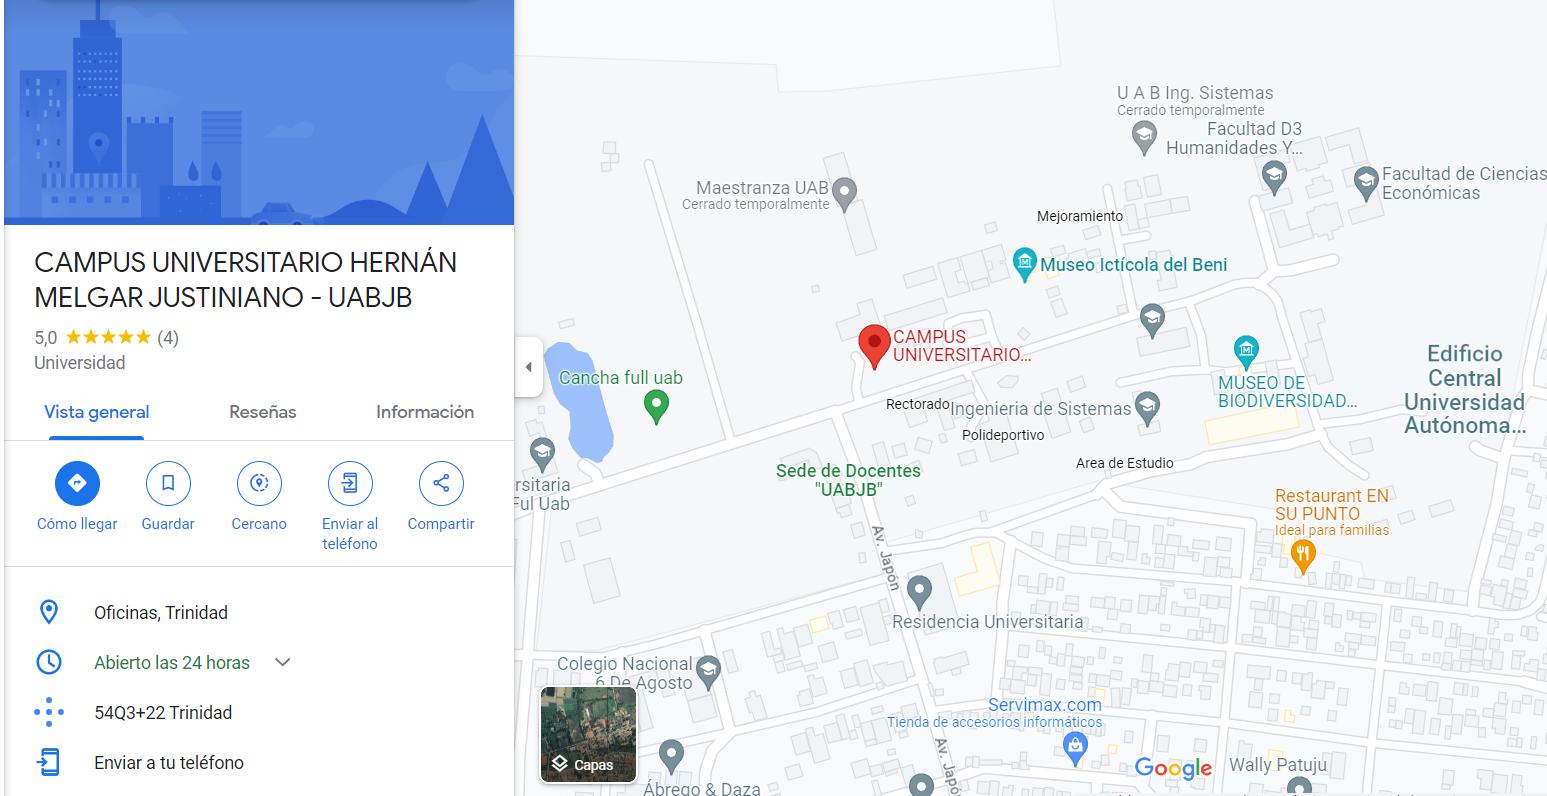 CAMPUS UNIVERSITARIO HERNÁN
MELGAR JUSTINIANO - UABJB
5,0
(4)
Universidad
Vista general
Reseñas
Información
Cómo llegar
Guardar
Cercano
Enviar al
teléfono
Compartir
Oficinas, Trinidad
Abierto las 24 horas
54Q3+22 Trinidad
Enviar a tu teléfono
U A B Ing. Sistemas
Cerrado temporalmente
Facultad D3
Humanidades Y...
Facultad de Ciencias
Económicas
Maestranza UAB
Cerrado temporalmente
Mejoramiento
Museo Ictícola del Beni
CAMPUS
UNIVERSITARIO...
Cancha full uab
MUSEO DE
BIODIVERSIDAD...
Edificio
Central
Universidad
Autónoma...
Rectorado
Ingenieria de Sistemas
Polideportivo
Area de Estudio
Sede de Docentes
"UABJB"
rsitaria
Ful Uab
Restaurant EN
SU PUNTO
Ideal para familias
Av. Japón
Residencia Universitaria
Colegio Nacional
6 De Agosto
Servimax.com
Tienda de accesorios informáticos
Av. Japó
Capas
Google
Wally Patuju
Ábrego & Daza